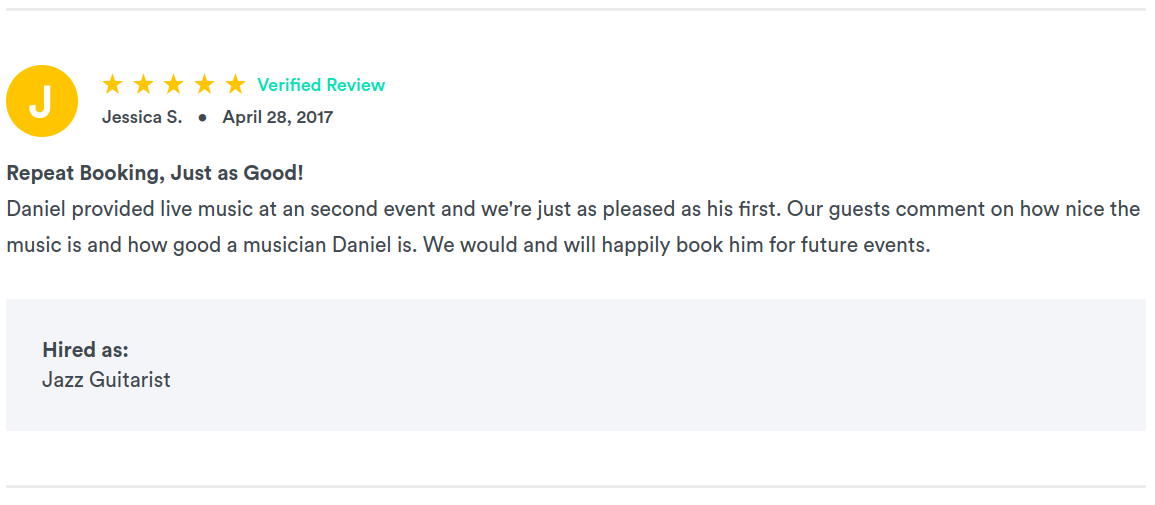 J
Verified Review
Jessica S. • April 28, 2017
Repeat Booking, Just as Good!
Daniel provided live music at an second event and we're just as pleased as his first. Our guests comment on how nice the
music is and how good a musician Daniel is. We would and will happily book him for future events.
Hired as:
Jazz Guitarist